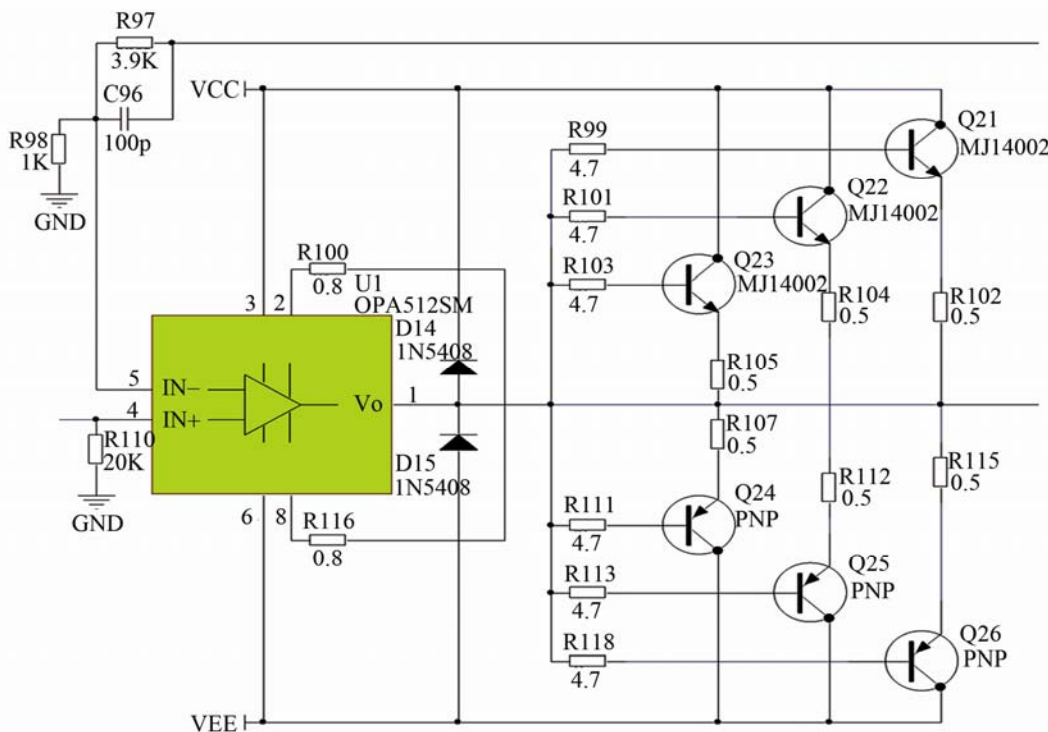 R97
3.9K
C96
100p
R98
1K
GND
VCC
R99
4.7
Q21
MJ14002
R101
4.7
Q22
MJ14002
R103
4.7
Q23
MJ14002
R100
0.8
U1
OPA512SM
3
2
D14
1N5408
R104
0.5
R102
0.5
R105
0.5
5
IN−
4
IN+
Vo
1
R110
20K
GND
R107
0.5
D15
1N5408
R112
0.5
R115
0.5
6
8
R116
0.8
R111
4.7
Q24
PNP
R113
4.7
Q25
PNP
R118
4.7
Q26
PNP
VEE